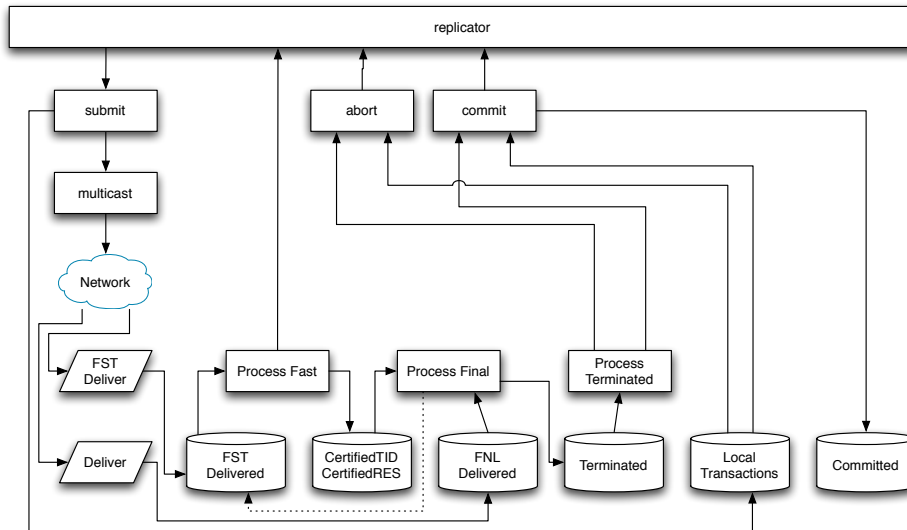 replicator
submit
abort
commit
multicast
Network
FST
Deliver
Process Fast
Process Final
Process
Terminated
Deliver
FST
Delivered
CertifiedTID
CertifiedRES
FNL
Delivered
Terminated
Local
Transactions
Committed